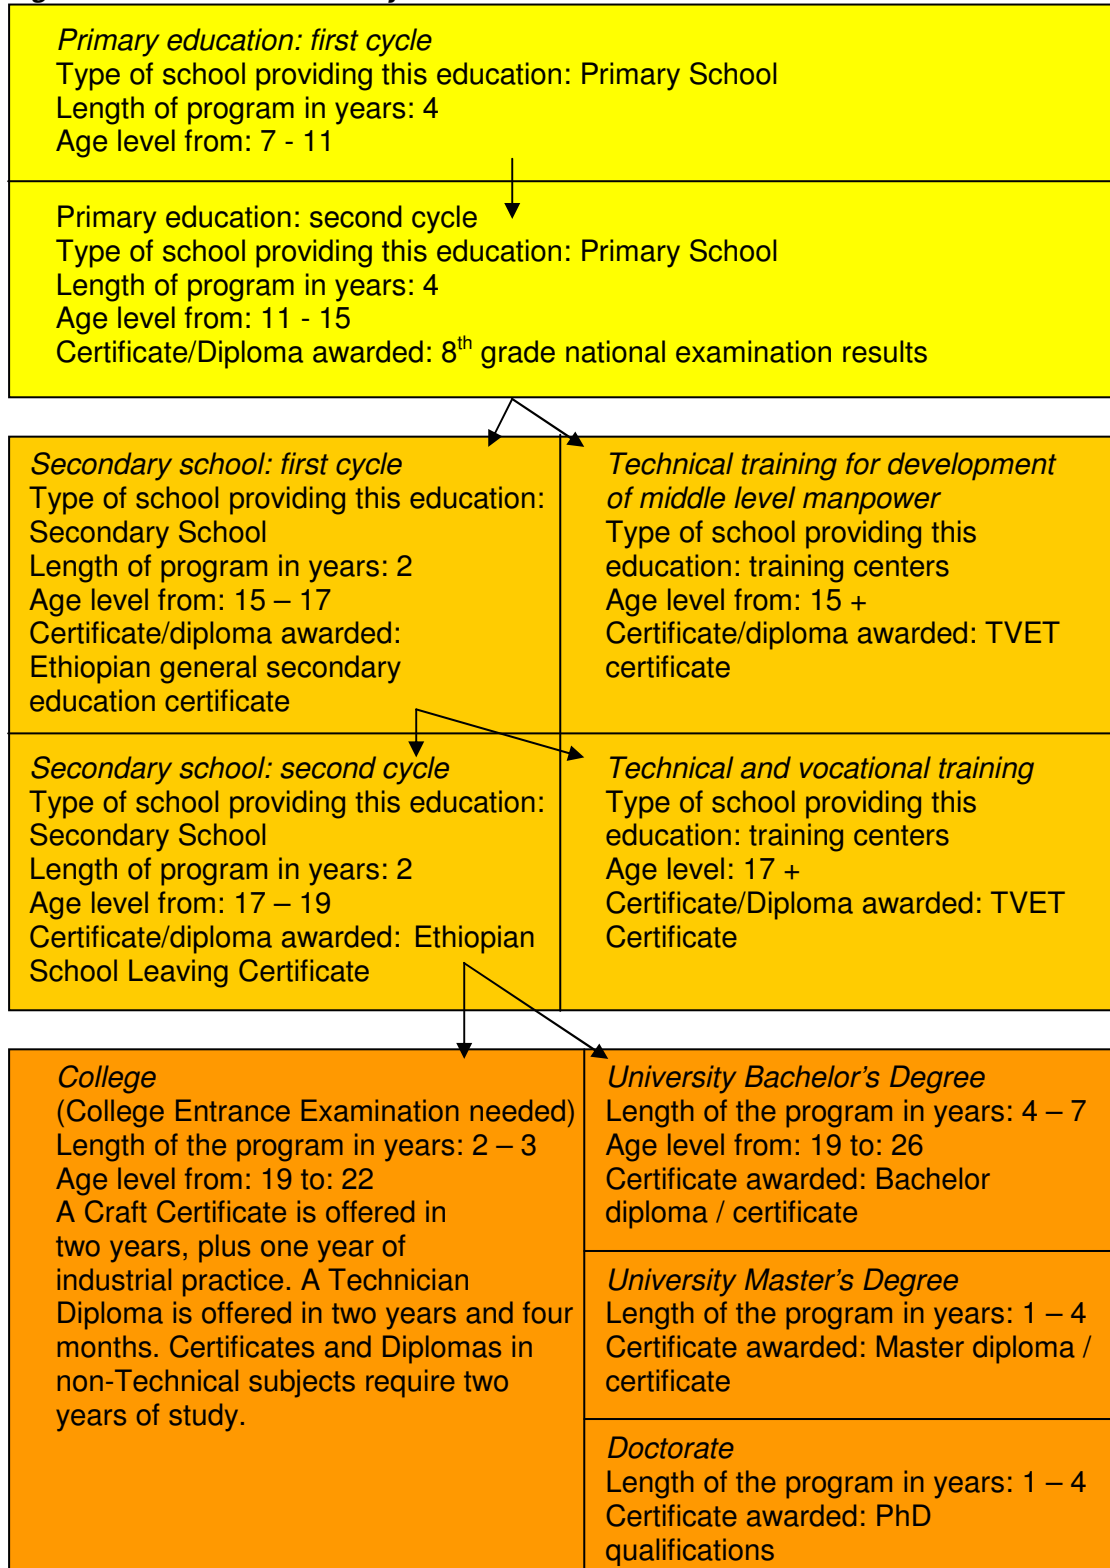 Primary education: first cycle
Type of school providing this education: Primary School
Length of program in years: 4
Age level from: 7 - 11
Primary education: second cycle
Type of school providing this education: Primary School
Length of program in years: 4
Age level from: 11 - 15
Certificate/Diploma awarded: 8th grade national examination results
Secondary school: first cycle
Type of school providing this education:
Secondary School
Length of program in years: 2
Age level from: 15 – 17
Certificate/diploma awarded:
Ethiopian general secondary
education certificate
Technical training for development
of middle level manpower
Type of school providing this
education: training centers
Age level from: 15 +
Certificate/diploma awarded: TVET
certificate
Secondary school: second cycle
Type of school providing this education:
Secondary School
Length of program in years: 2
Age level from: 17 – 19
Certificate/diploma awarded: Ethiopian
School Leaving Certificate
Technical and vocational training
Type of school providing this
education: training centers
Age level: 17 +
Certificate/Diploma awarded: TVET
Certificate
College
(College Entrance Examination needed)
Length of the program in years: 2 – 3
Age level from: 19 to: 22
A Craft Certificate is offered in
two years, plus one year of
industrial practice. A Technician
Diploma is offered in two years and four
months. Certificates and Diplomas in
non-Technical subjects require two
years of study.
University Bachelor's Degree
Length of the program in years: 4 – 7
Age level from: 19 to: 26
Certificate awarded: Bachelor
diploma / certificate
University Master's Degree
Length of the program in years: 1 – 4
Certificate awarded: Master diploma /
certificate
Doctorate
Length of the program in years: 1 – 4
Certificate awarded: PhD
qualifications